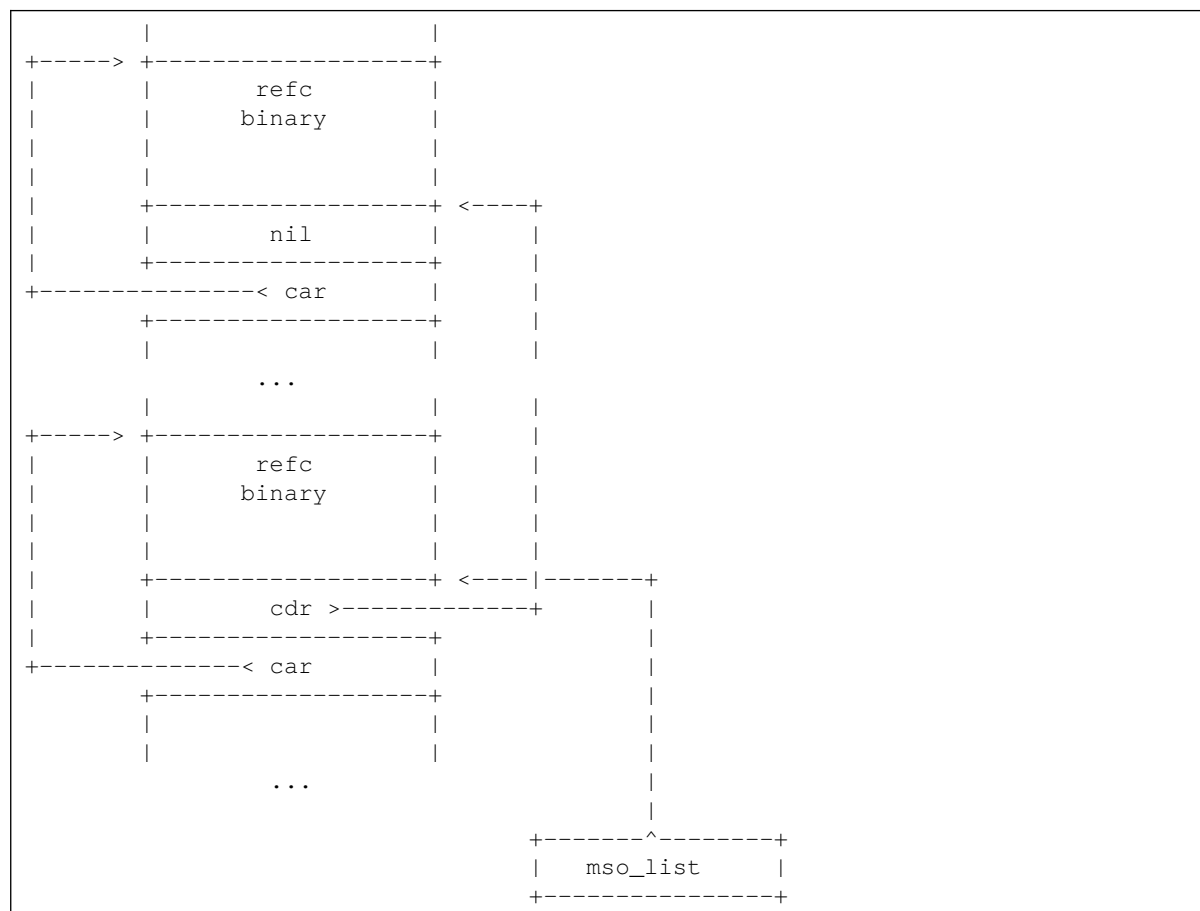 |                   |
+-----> +-------------------+
|       |       refc        |
|       |      binary       |
|       |                   |
|       |                   |
|       +-------------------+ <----+
|       |        nil        |      |
|       +-------------------+      |
+---------------< car       |      |
        +-------------------+      |
        |                   |      |
                ...
        |                   |      |
+-----> +-------------------+      |
|       |       refc        |      |
|       |      binary       |      |
|       |                   |      |
|       |                   |      |
|       +-------------------+ <----|-------+
|       |        cdr >-------------+       |
|       +-------------------+              |
+--------------< car        |              |
        +-------------------+              |
        |                   |              |
        |                   |              |
                 ...                       |
                                           |
                                   +-------^--------+
                                   |   mso_list     |
                                   +----------------+